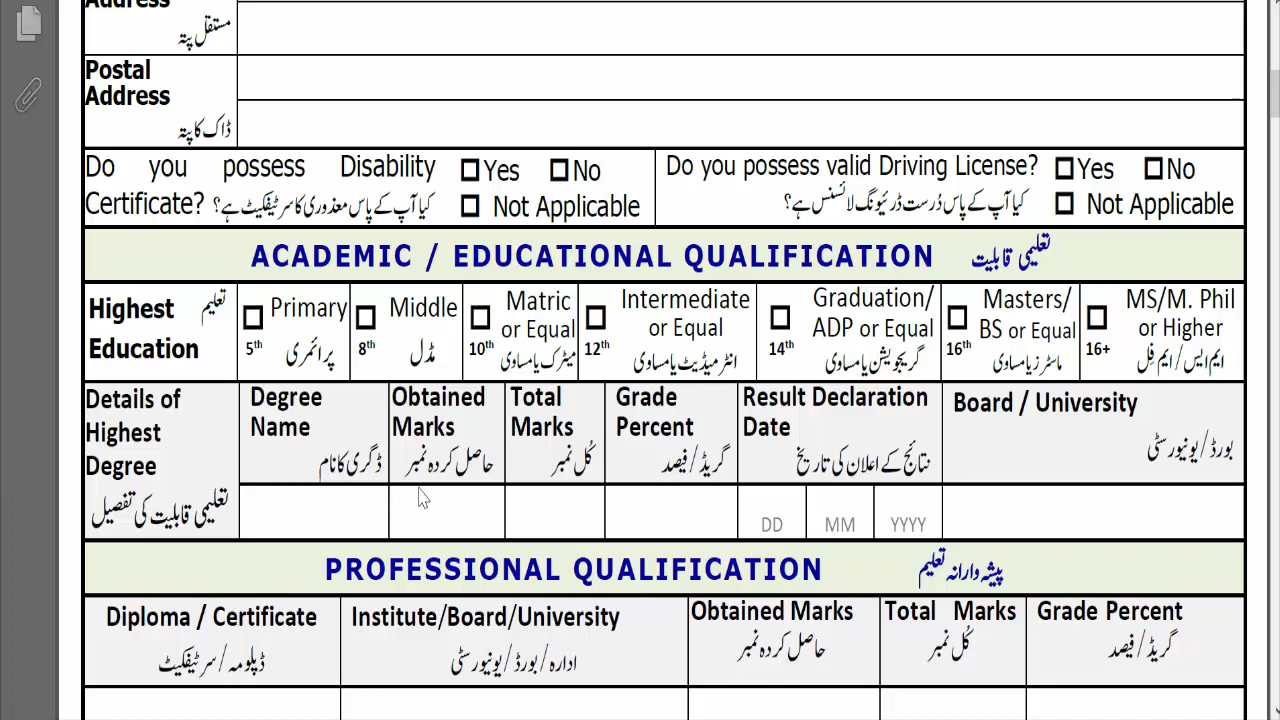 Address
مستقل پتہ
Postal
Address
ڈاک کا پتہ
Do you possess Disability
Certificate? کیا آپ کے پاس معذوری کا سرٹیفکیٹ ہے؟
Yes No
Not Applicable
Do you possess valid Driving License?
کیا آپ کے پاس دُرست ڈرئیونگ لائسنس ہے؟
Yes No
Not Applicable
ACADEMIC / EDUCATIONAL QUALIFICATION تعلیمی قابلیت
Highest تعلیم
Education
Primary
5th پرائمری
Middle
8th مڈل
Matric
or Equal
10th میٹرک یا مساوی
Intermediate
or Equal
12th انٹرمیڈیٹ یا مساوی
Graduation/
ADP or Equal
14th گریجویشن یا مساوی
Masters/
BS or Equal
16th ماسٹرز یا مساوی
MS/M. Phil
or Higher
16+ ایم ایس/ ایم فِل
Details of
Highest
Degree
تعلیمی قابلیت کی تفصیل
Degree
Name
ڈگری کا نام
Obtained
Marks
حاصل کردہ نمبر
Total
Marks
کُل نمبر
Grade
Percent
گریڈ/ فیصد
Result Declaration
Date
نتائج کے اعلان کی تاریخ
Board / University
بورڈ/ یونیورسٹی
DD MM YYYY
PROFESSIONAL QUALIFICATION پیشہ وارانہ تعلیم
Diploma / Certificate
ڈپلومہ/ سرٹیفکیٹ
Institute/Board/University
ادارہ/ بورڈ/ یونیورسٹی
Obtained Marks
حاصل کردہ نمبر
Total Marks
کُل نمبر
Grade Percent
گریڈ/ فیصد